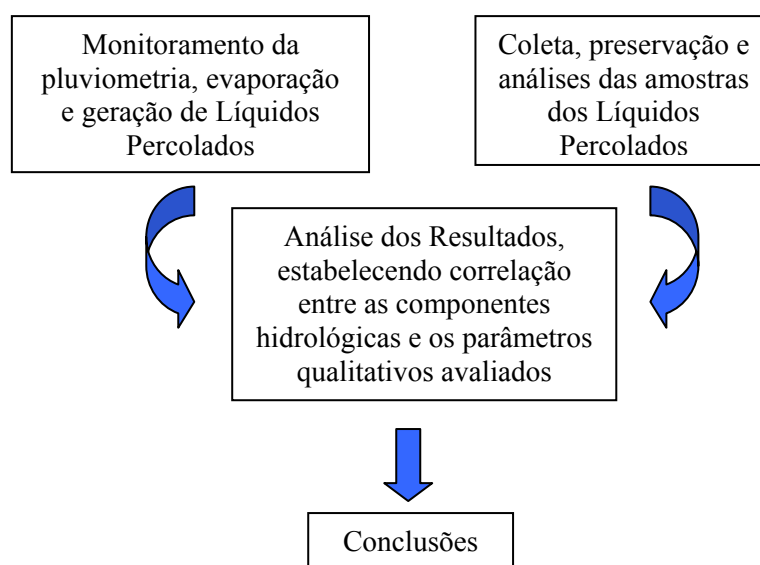 Monitoramento da
pluviometria, evaporação
e geração de Líquidos
Percolados
Coleta, preservação e
análises das amostras
dos Líquidos
Percolados
Análise dos Resultados,
estabelecendo correlação
entre as componentes
hidrológicas e os parâmetros
qualitativos avaliados
Conclusões